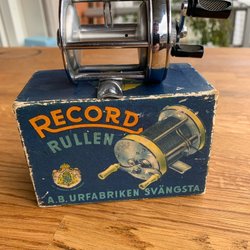 RECORD
RULLEN
A.B. URFABRIKEN SVÄNGSTA